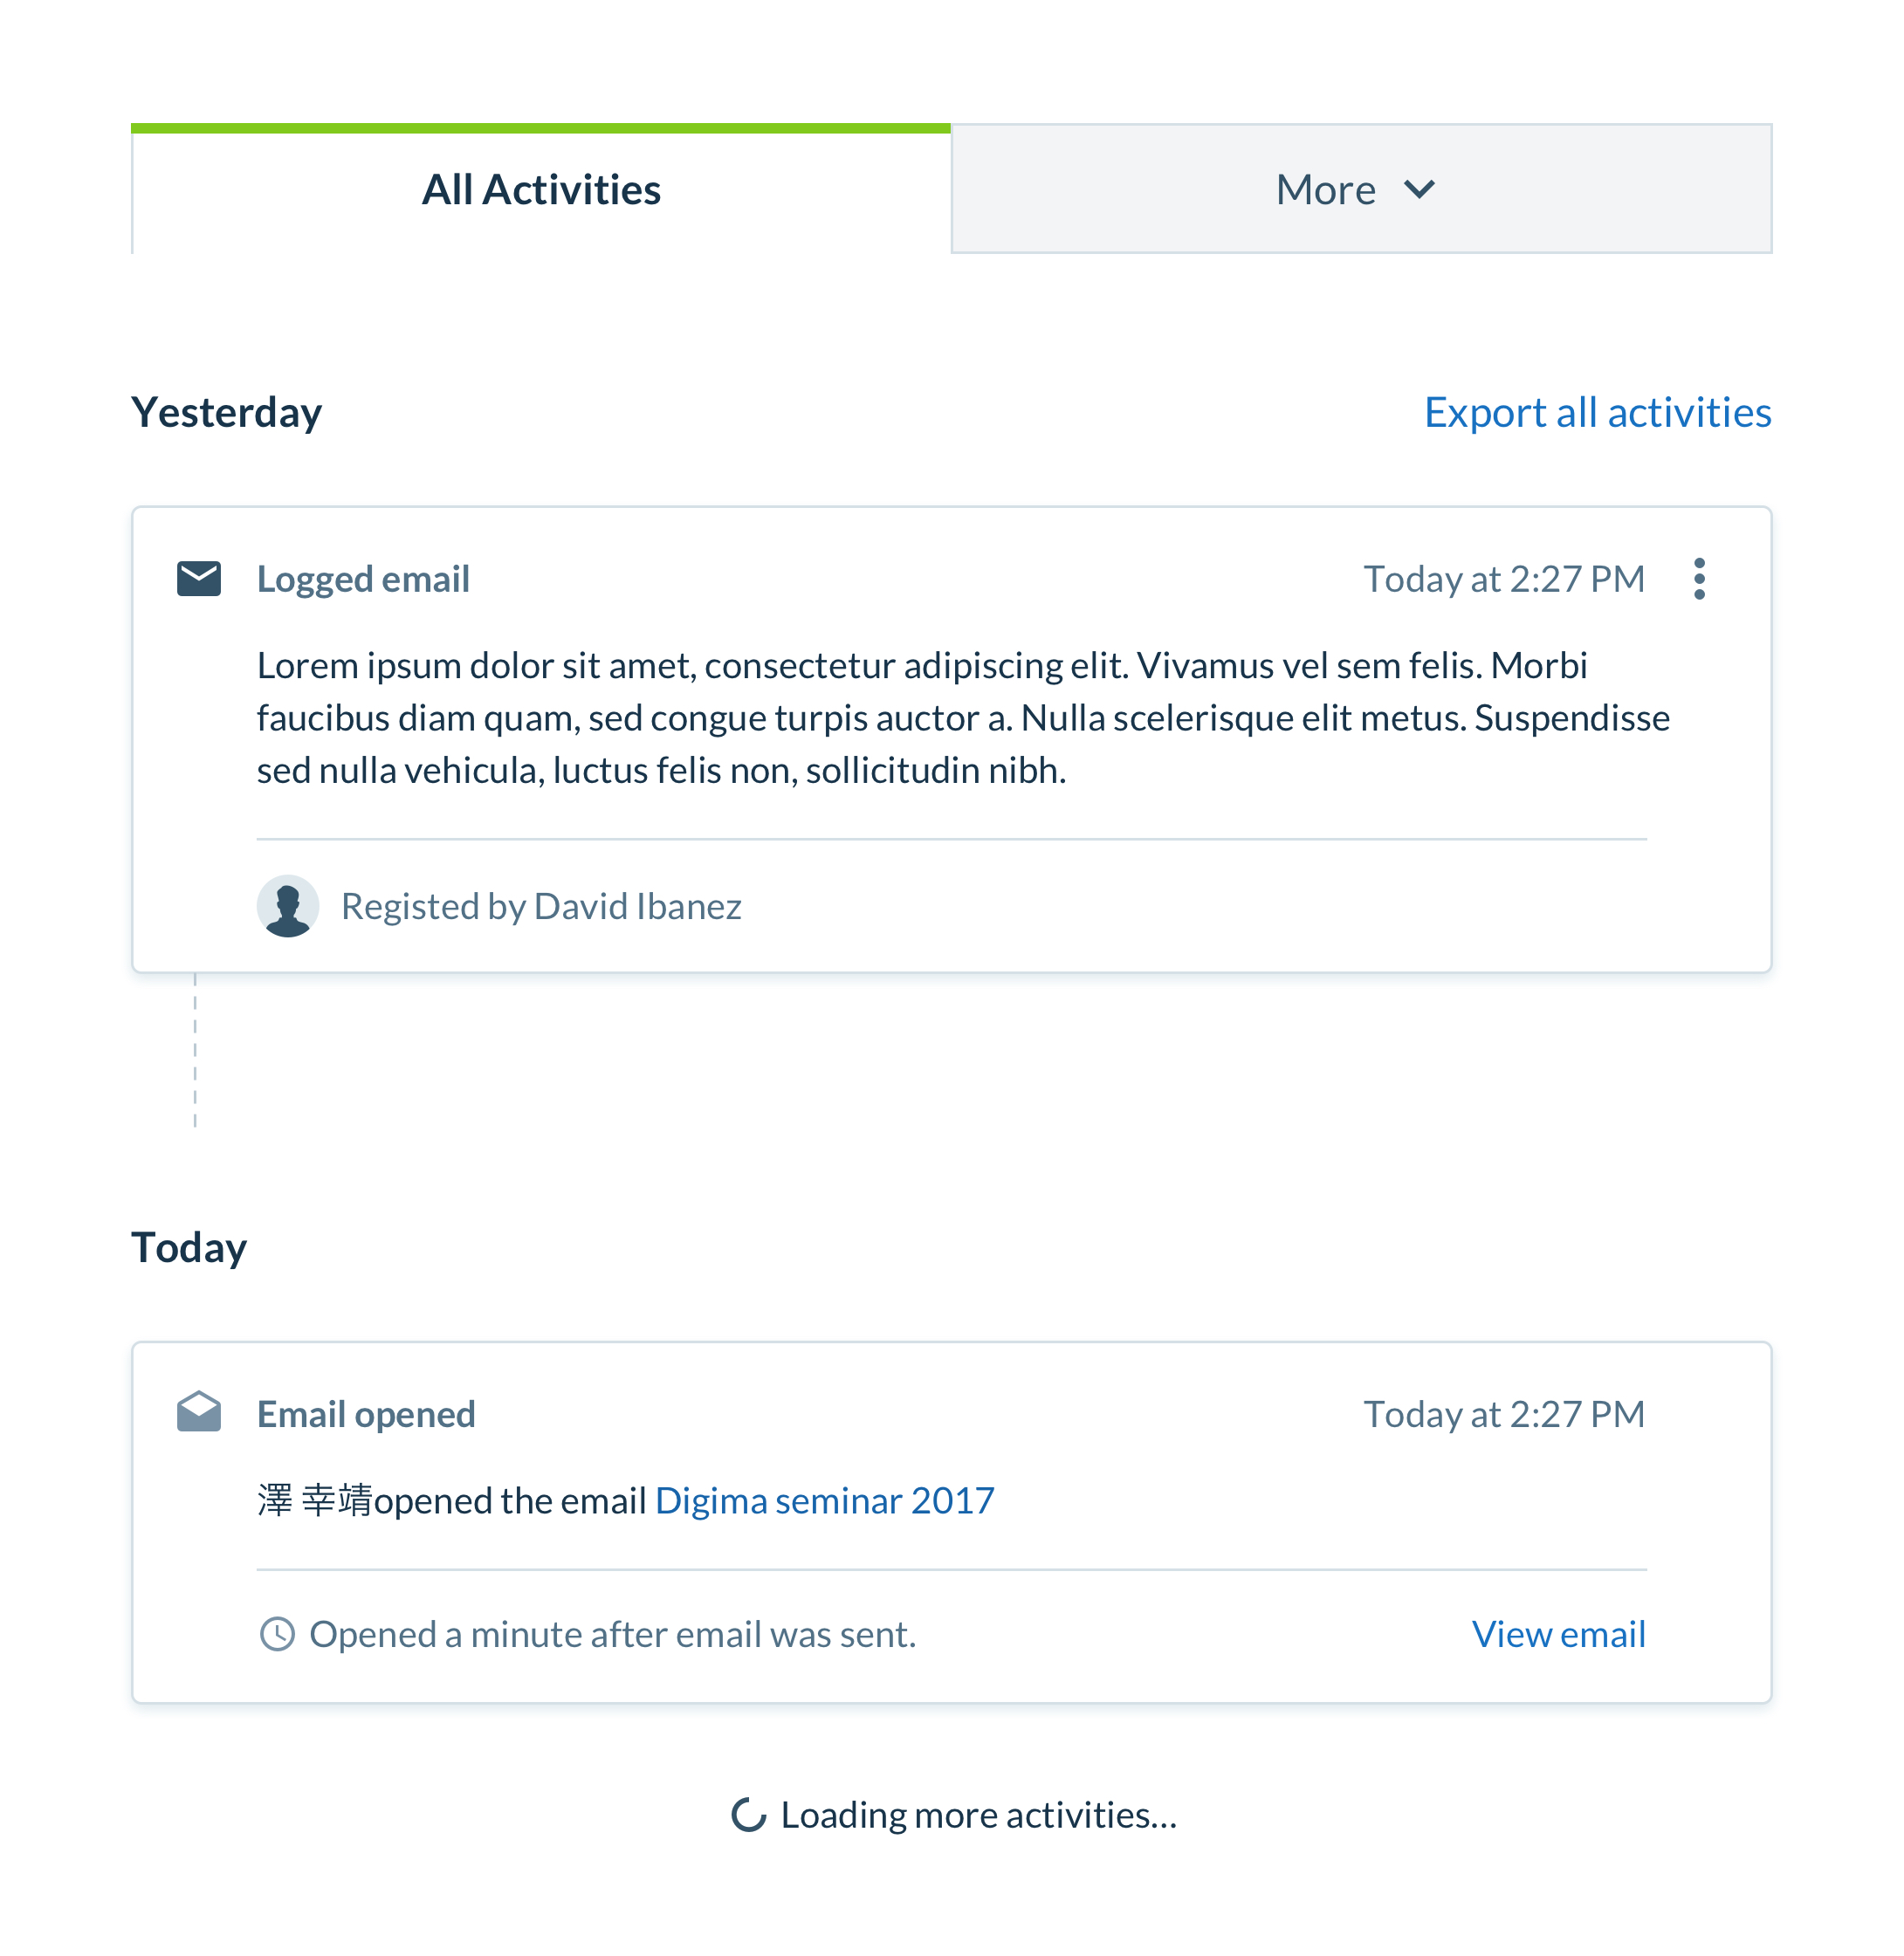 All Activities
More
Yesterday
Export all activities
Logged email
Today at 2:27 PM
Lorem ipsum dolor sit amet, consectetur adipiscing elit. Vivamus vel sem felis. Morbi
faucibus diam quam, sed congue turpis auctor a. Nulla scelerisque elit metus. Suspendisse
sed nulla vehicula, luctus felis non, sollicitudin nibh.
Registed by David Ibanez
Today
Email opened
Today at 2:27 PM
澤 幸靖opened the email Digima seminar 2017
Opened a minute after email was sent.
View email
Loading more activities...